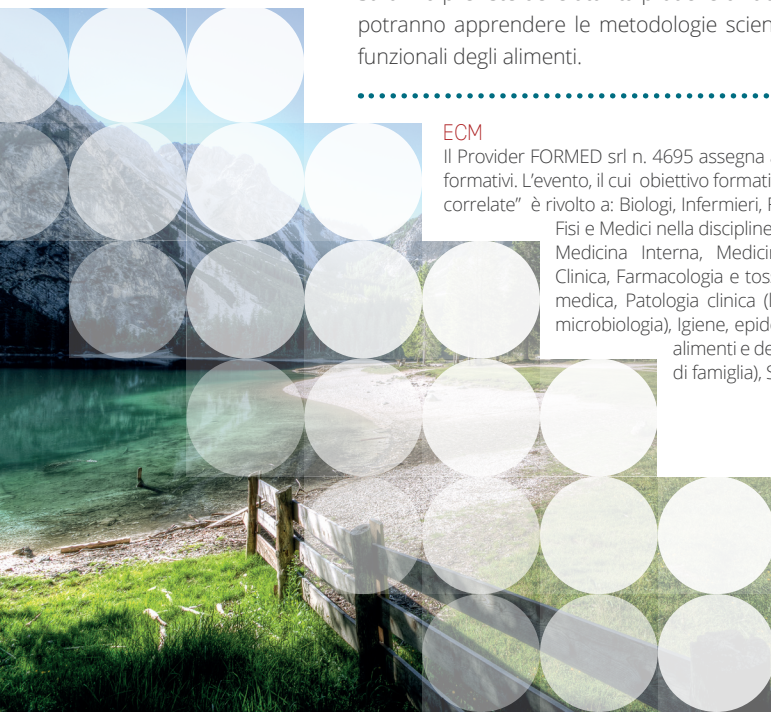 potranno apprendere le metodologie scien
funzionali degli alimenti.
ECM
Il Provider FORMED srl n. 4695 assegna
formativi. L'evento, il cui obiettivo formati
correlate" è rivolto a: Biologi, Infermieri,
Fisi e Medici nella discipline
Medicina Interna, Medici
Clinica, Farmacologia e tos
medica, Patologia clinica (
microbiologia), Igiene, epid
alimenti e de
di famiglia), S